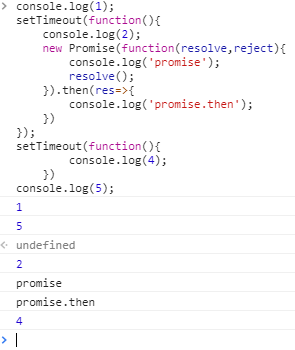 console.log(1);
setTimeout(function(){
    console.log(2);
    new Promise(function(resolve,reject){
        console.log('promise');
        resolve();
    }).then(res=>{
        console.log('promise.then');
    })
});
setTimeout(function(){
        console.log(4);
    })
console.log(5);
1
5
undefined
2
promise
promise.then
4